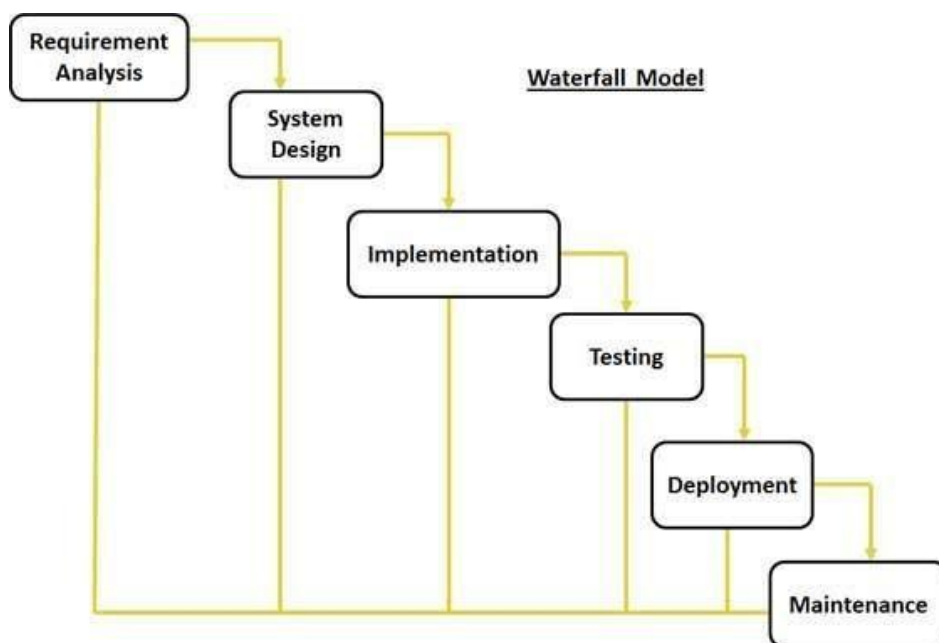 Requirement
Analysis
Waterfall Model
System
Design
Implementation
Testing
Deployment
Maintenance